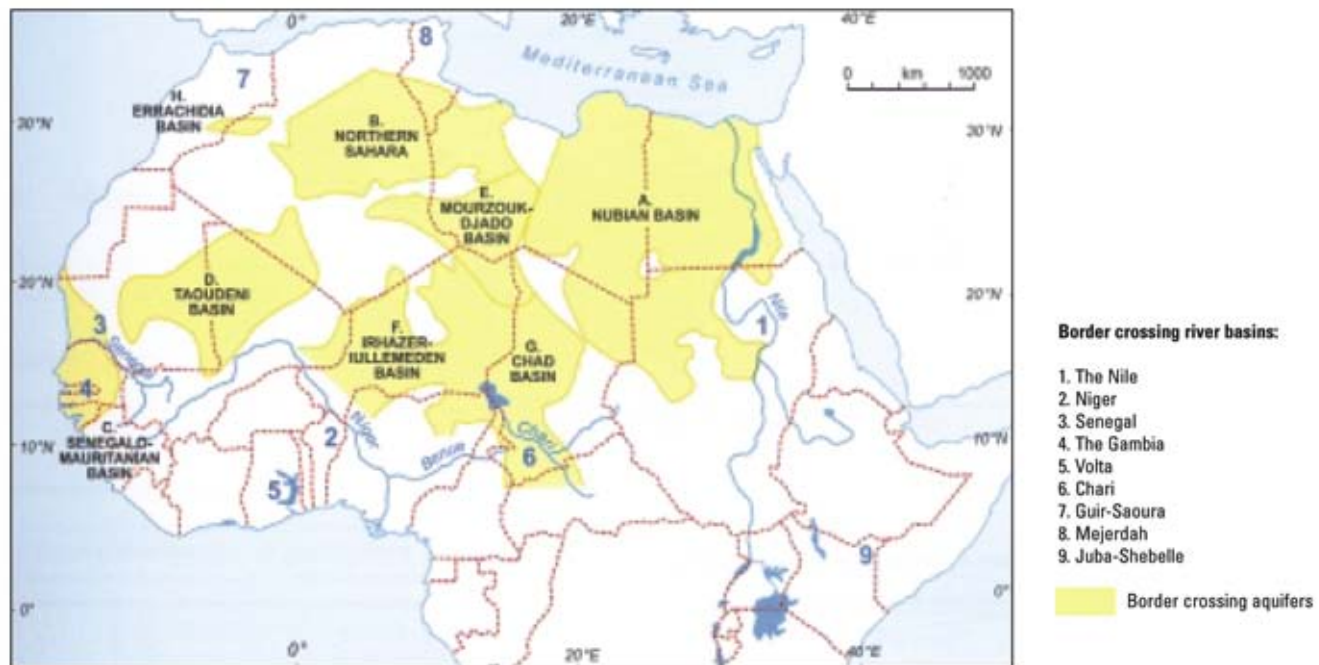 0°
20°E
40°E
8
Mediterranean Sea
0 km 1000
7
H.
ERRACHIDIA
BASIN
30°N
30°N
B.
NORTHERN
SAHARA
E.
MOURZOUK-
DJADO
BASIN
A.
NUBIAN BASIN
20°N
20°N
D.
TAOUDENI
BASIN
3
Senegal
F.
IRHAZER-
IULLEMEDEN
BASIN
G.
CHAD
BASIN
Nile
1
4
C.
SENEGALO-
MAURITANIAN
BASIN
10°N
10°N
2
Niger
Benue
Chari
6
5
9
0°
0°
0°
20°E
40°E
Border crossing river basins:
1. The Nile
2. Niger
3. Senegal
4. The Gambia
5. Volta
6. Chari
7. Guir-Saoura
8. Mejerdah
9. Juba-Shebelle
Border crossing aquifers